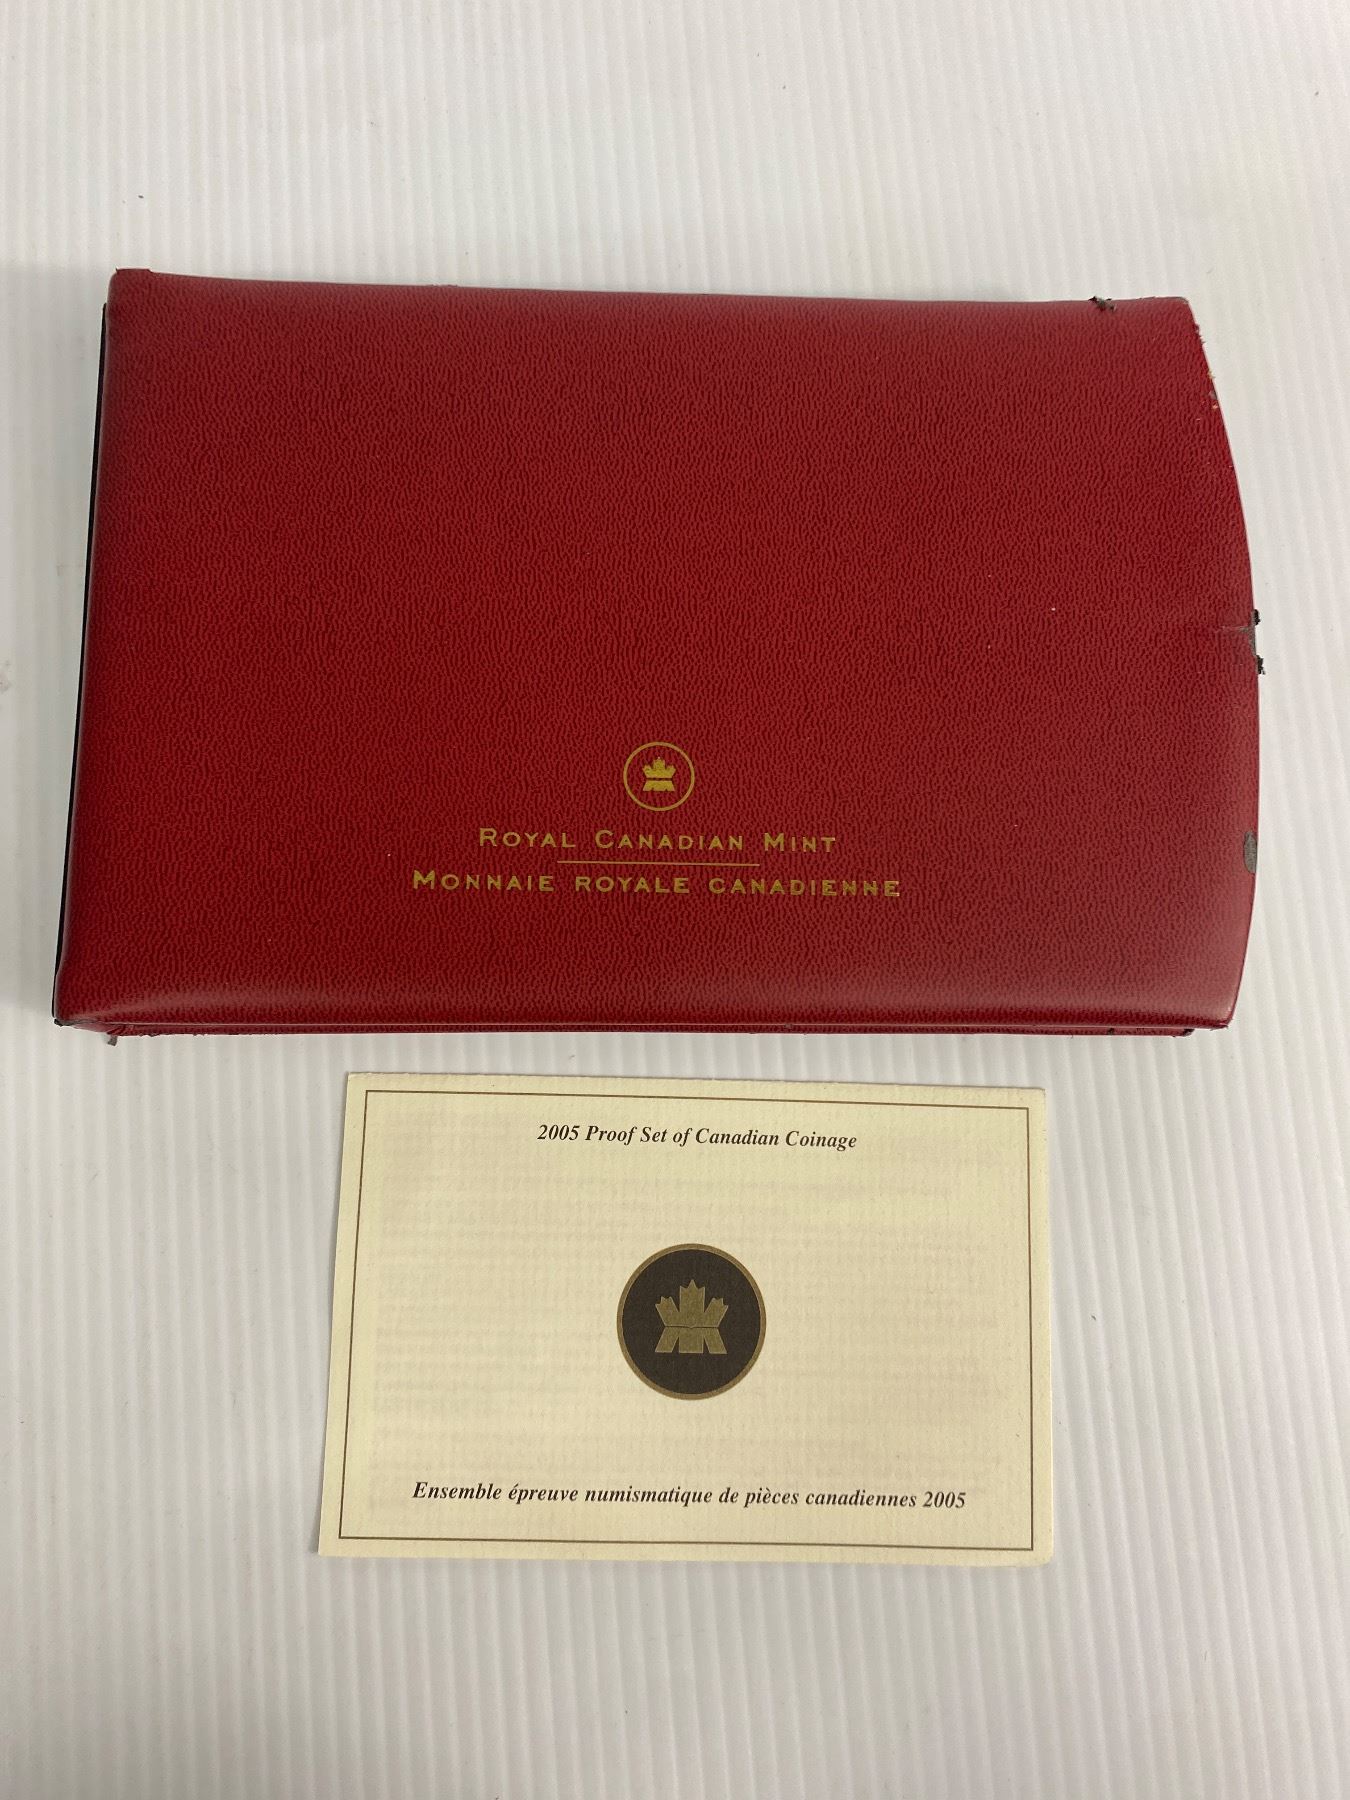 ROYAL CANADIAN MINT
MONNAIE ROYALE CANADIENNE
2005 Proof Set of Canadian Coinage
Ensemble épreuve numismatique de pièces canadiennes 2005